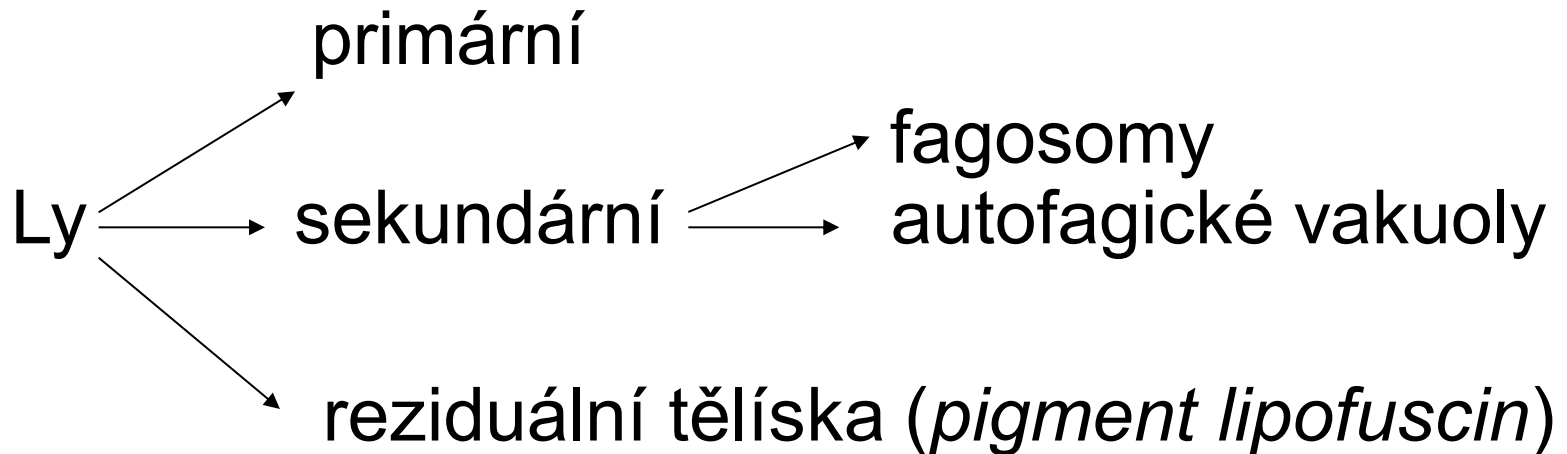 primární
fagosomy
Ly sekundární autofagické vakuoly
reziduální tělíska (pigment lipofuscin)